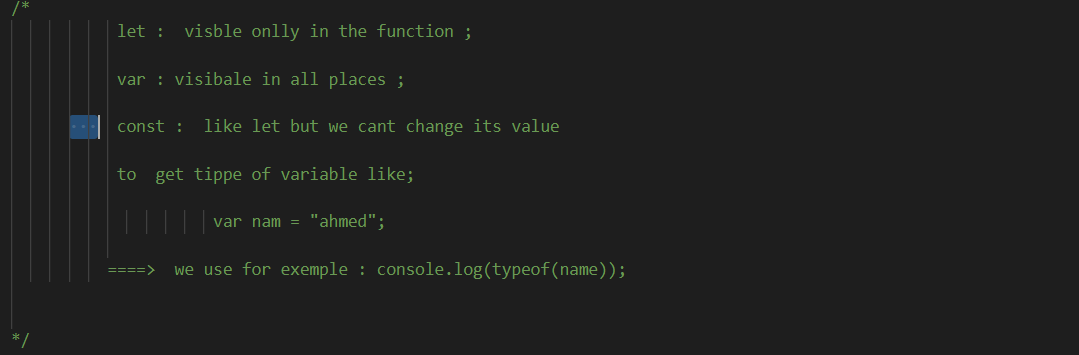 /*
let :  visble onlly in the function ;
var : visibale in all places ;
const :  like let but we cant change its value
to  get tippe of variable like;
var nam = "ahmed";
====>  we use for exemple : console.log(typeof(name));
*/